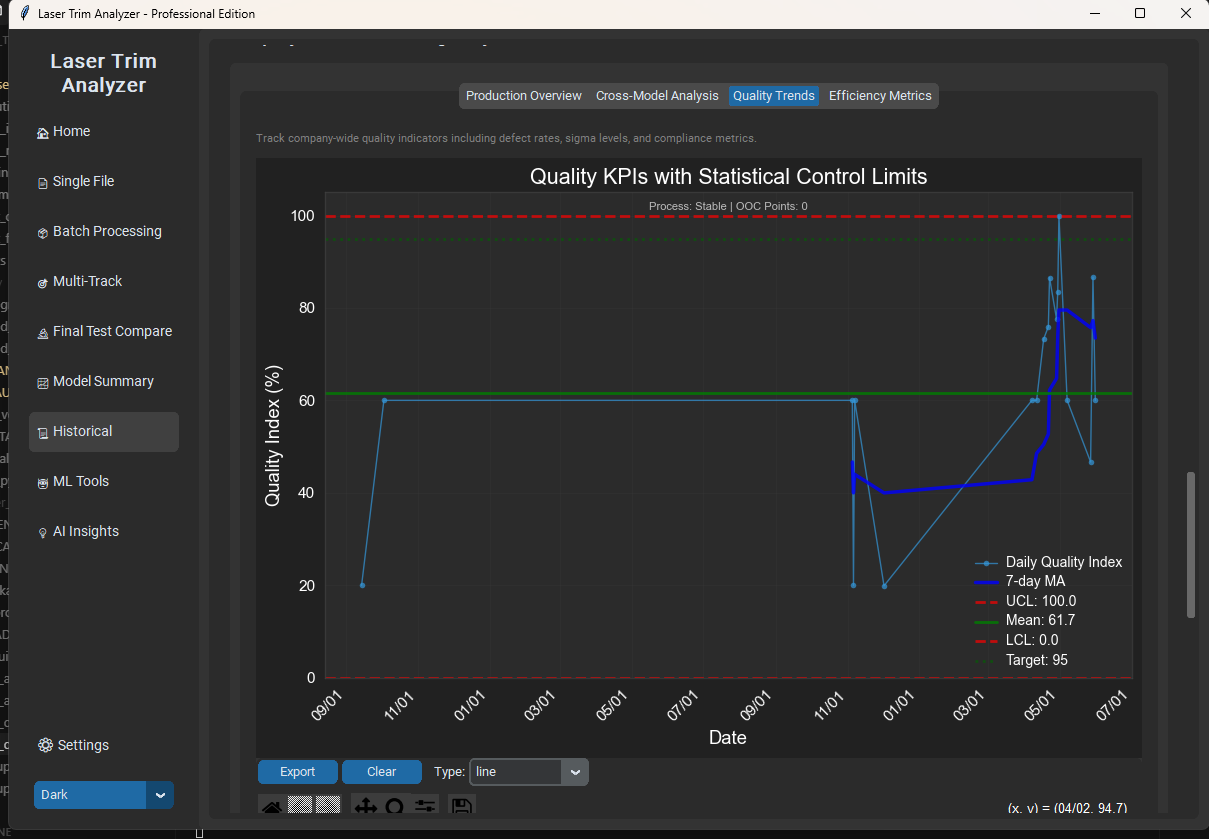 Laser Trim Analyzer - Professional Edition
Laser Trim
Analyzer
Home
Single File
Batch Processing
Multi-Track
Final Test Compare
Model Summary
Historical
ML Tools
AI Insights
Settings
Dark
Production Overview Cross-Model Analysis Quality Trends Efficiency Metrics
Track company-wide quality indicators including defect rates, sigma levels, and compliance metrics.
Quality KPIs with Statistical Control Limits
Process: Stable | OOC Points: 0
Quality Index (%)
100
80
60
40
20
0
Daily Quality Index
7-day MA
UCL: 100.0
Mean: 61.7
LCL: 0.0
Target: 95
09/01 11/01 01/01 03/01 05/01 07/01 09/01 11/01 01/01 03/01 05/01 07/01
Date
Export Clear Type: line
(x, y) = (04/02, 94.7)